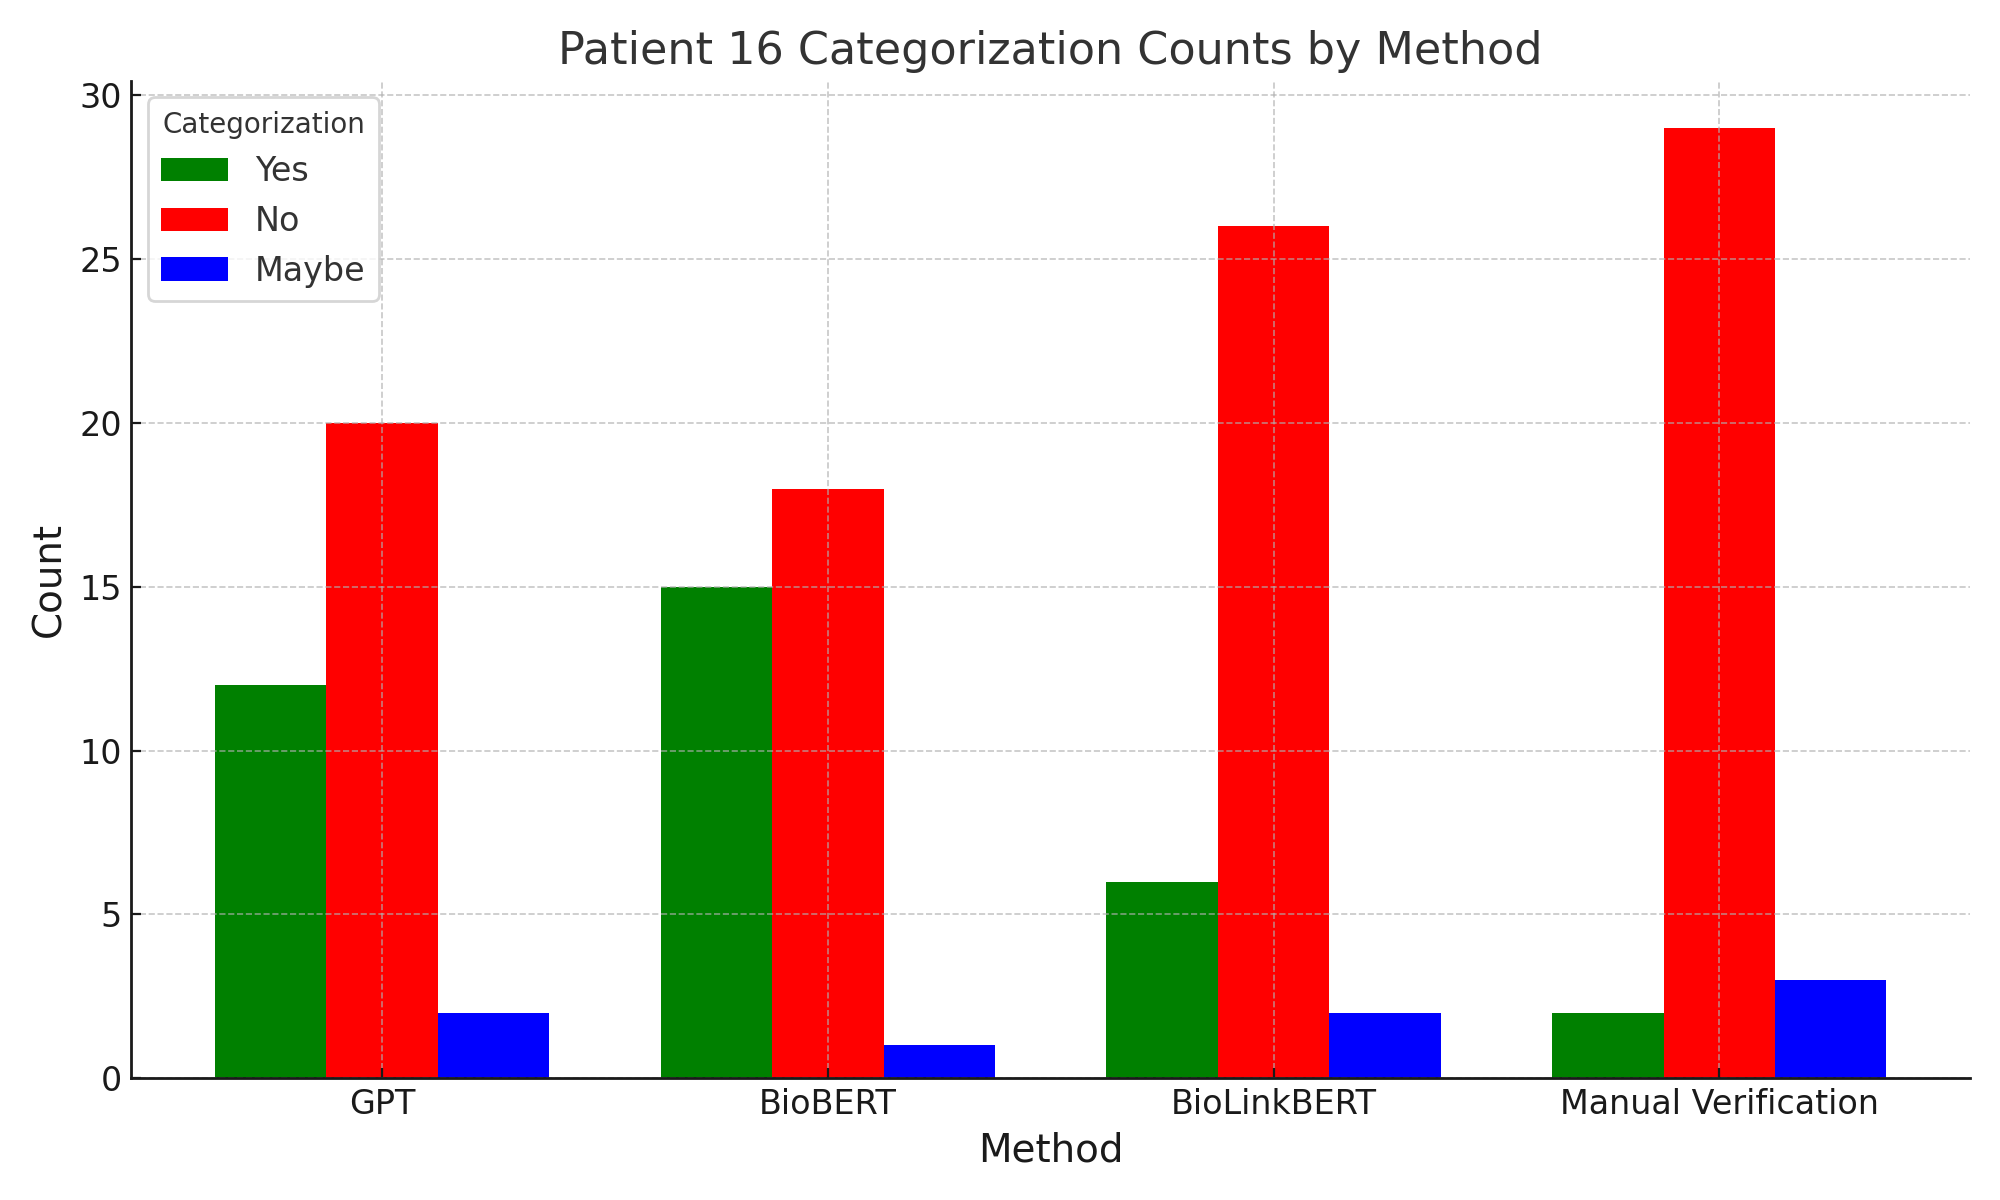 Patient 16 Categorization Counts by Method
30
25
20
15
10
5
0
Count
Categorization
Yes
No
Maybe
GPT
BioBERT
BioLinkBERT
Manual Verification
Method